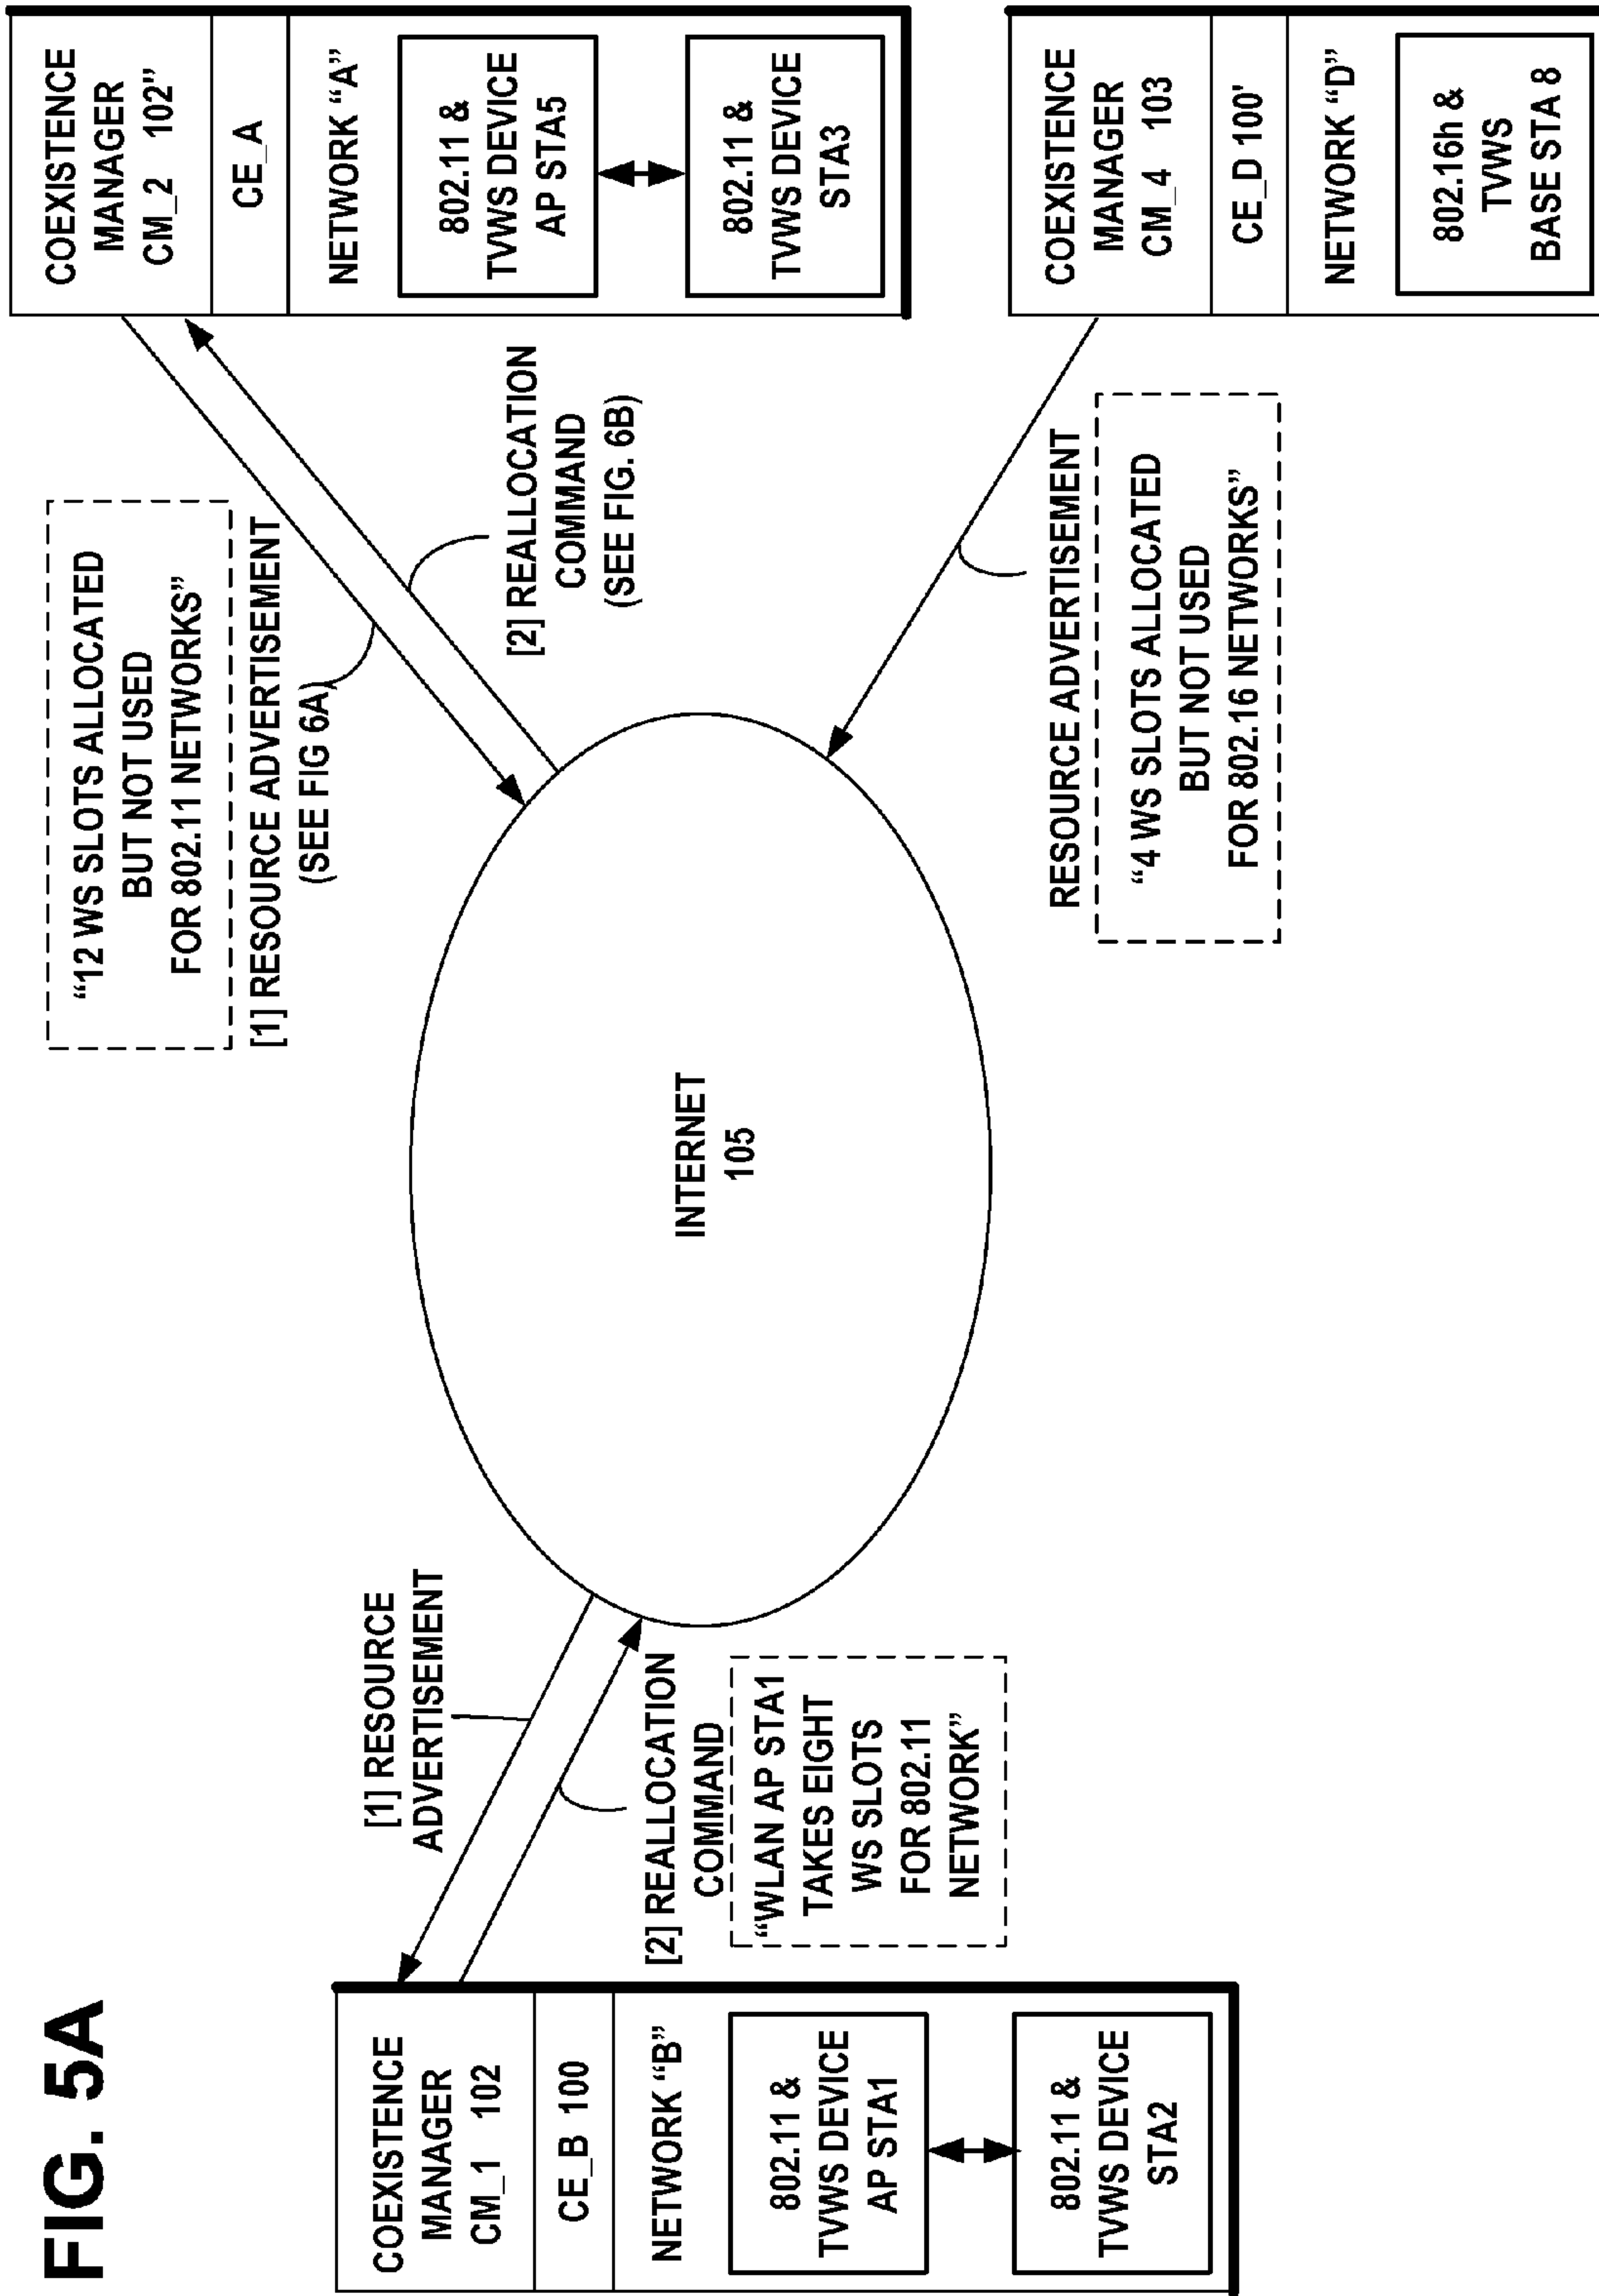 FIG. 5A
COEXISTENCE
MANAGER
CM_1 102
CE_B 100
NETWORK “B”
802.11 &
TVWS DEVICE
AP STA1
802.11 &
TVWS DEVICE
STA2
[1] RESOURCE
ADVERTISEMENT
[2] REALLOCATION
COMMAND
“WLAN AP STA1
TAKES EIGHT
WS SLOTS
FOR 802.11
NETWORK”
INTERNET
105
“12 WS SLOTS ALLOCATED
BUT NOT USED
FOR 802.11 NETWORKS”
[1] RESOURCE ADVERTISEMENT
(SEE FIG 6A)
[2] REALLOCATION
COMMAND
(SEE FIG. 6B)
RESOURCE ADVERTISEMENT
“4 WS SLOTS ALLOCATED
BUT NOT USED
FOR 802.16 NETWORKS”
COEXISTENCE
MANAGER
CM_2 102”
CE_A
NETWORK “A”
802.11 &
TVWS DEVICE
AP STA5
802.11 &
TVWS DEVICE
STA3
COEXISTENCE
MANAGER
CM_4 103
CE_D 100'
NETWORK “D”
802.16h &
TVWS
BASE STA 8